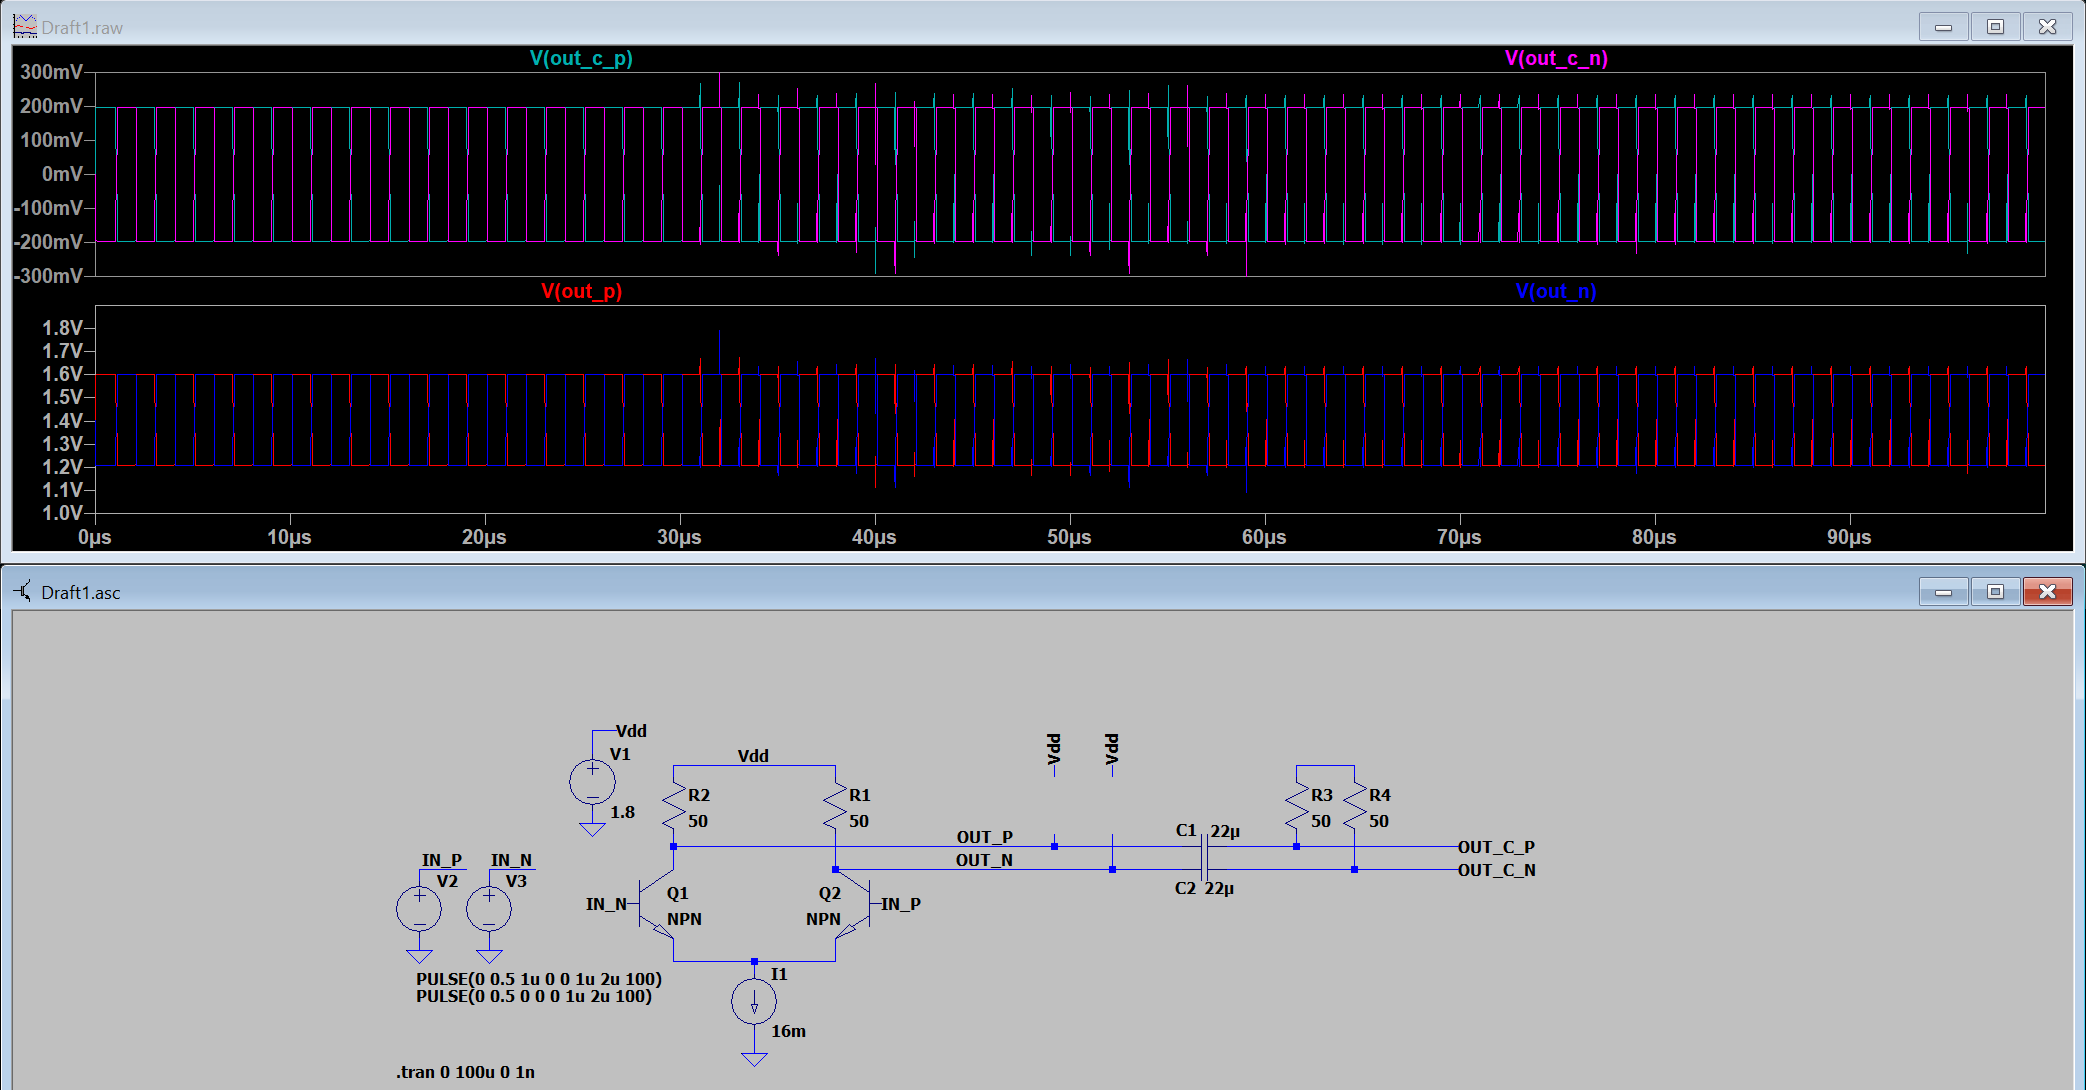 Draft1.raw
V(out_c_p) V(out_c_n)
300mV
200mV
100mV
0mV
-100mV
-200mV
-300mV
V(out_p) V(out_n)
1.8V
1.7V
1.6V
1.5V
1.4V
1.3V
1.2V
1.1V
1.0V
0µs 10µs 20µs 30µs 40µs 50µs 60µs 70µs 80µs 90µs
Draft1.asc
Vdd
V1
1.8
Vdd
R2
50
R1
50
Vdd
Vdd
OUT_P
OUT_N
C1 22µ
C2 22µ
R3
50
R4
50
OUT_C_P
OUT_C_N
IN_P
V2
IN_N
V3
IN_N
Q1
NPN
Q2
NPN
IN_P
I1
16m
PULSE(0 0.5 1u 0 0 1u 2u 100)
PULSE(0 0.5 0 0 0 1u 2u 100)
.tran 0 100u 0 1n